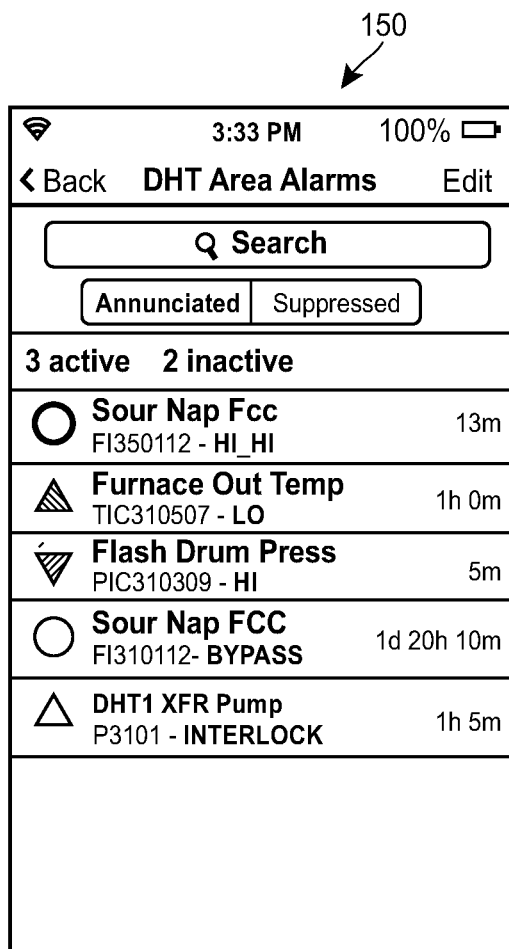 150
3:33 PM 100%
Back DHT Area Alarms Edit
Search
Annunciated Suppressed
3 active 2 inactive
Sour Nap Fcc
FI350112 - HI_HI 13m
Furnace Out Temp
TIC310507 - LO 1h 0m
Flash Drum Press
PIC310309 - HI 5m
Sour Nap FCC
FI310112- BYPASS 1d 20h 10m
DHT1 XFR Pump
P3101 - INTERLOCK 1h 5m